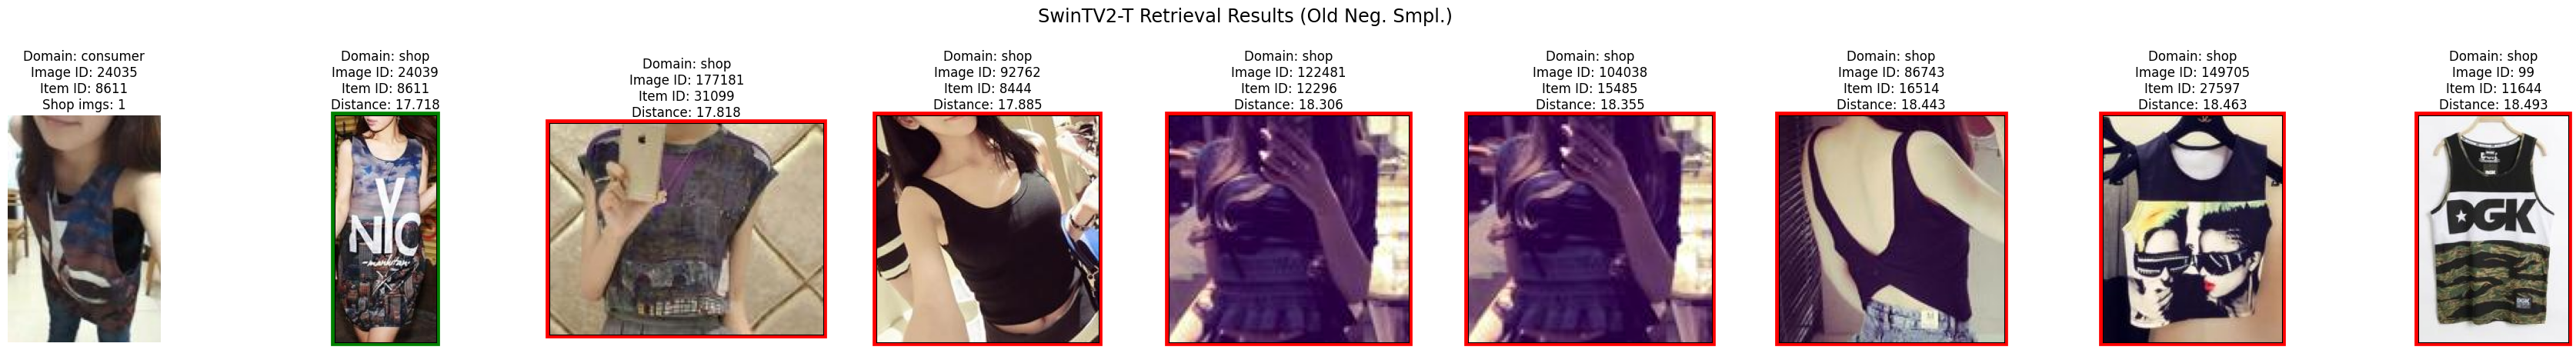 SwinTV2-T Retrieval Results (Old Neg. Smpl.)
Domain: consumer
Image ID: 24035
Item ID: 8611
Shop imgs: 1
Domain: shop
Image ID: 24039
Item ID: 8611
Distance: 17.718
Domain: shop
Image ID: 177181
Item ID: 31099
Distance: 17.818
Domain: shop
Image ID: 92762
Item ID: 8444
Distance: 17.885
Domain: shop
Image ID: 122481
Item ID: 12296
Distance: 18.306
Domain: shop
Image ID: 104038
Item ID: 15485
Distance: 18.355
Domain: shop
Image ID: 86743
Item ID: 16514
Distance: 18.443
Domain: shop
Image ID: 149705
Item ID: 27597
Distance: 18.463
Domain: shop
Image ID: 99
Item ID: 11644
Distance: 18.493
Y
NYC
-manhattan-
DGK
DGK